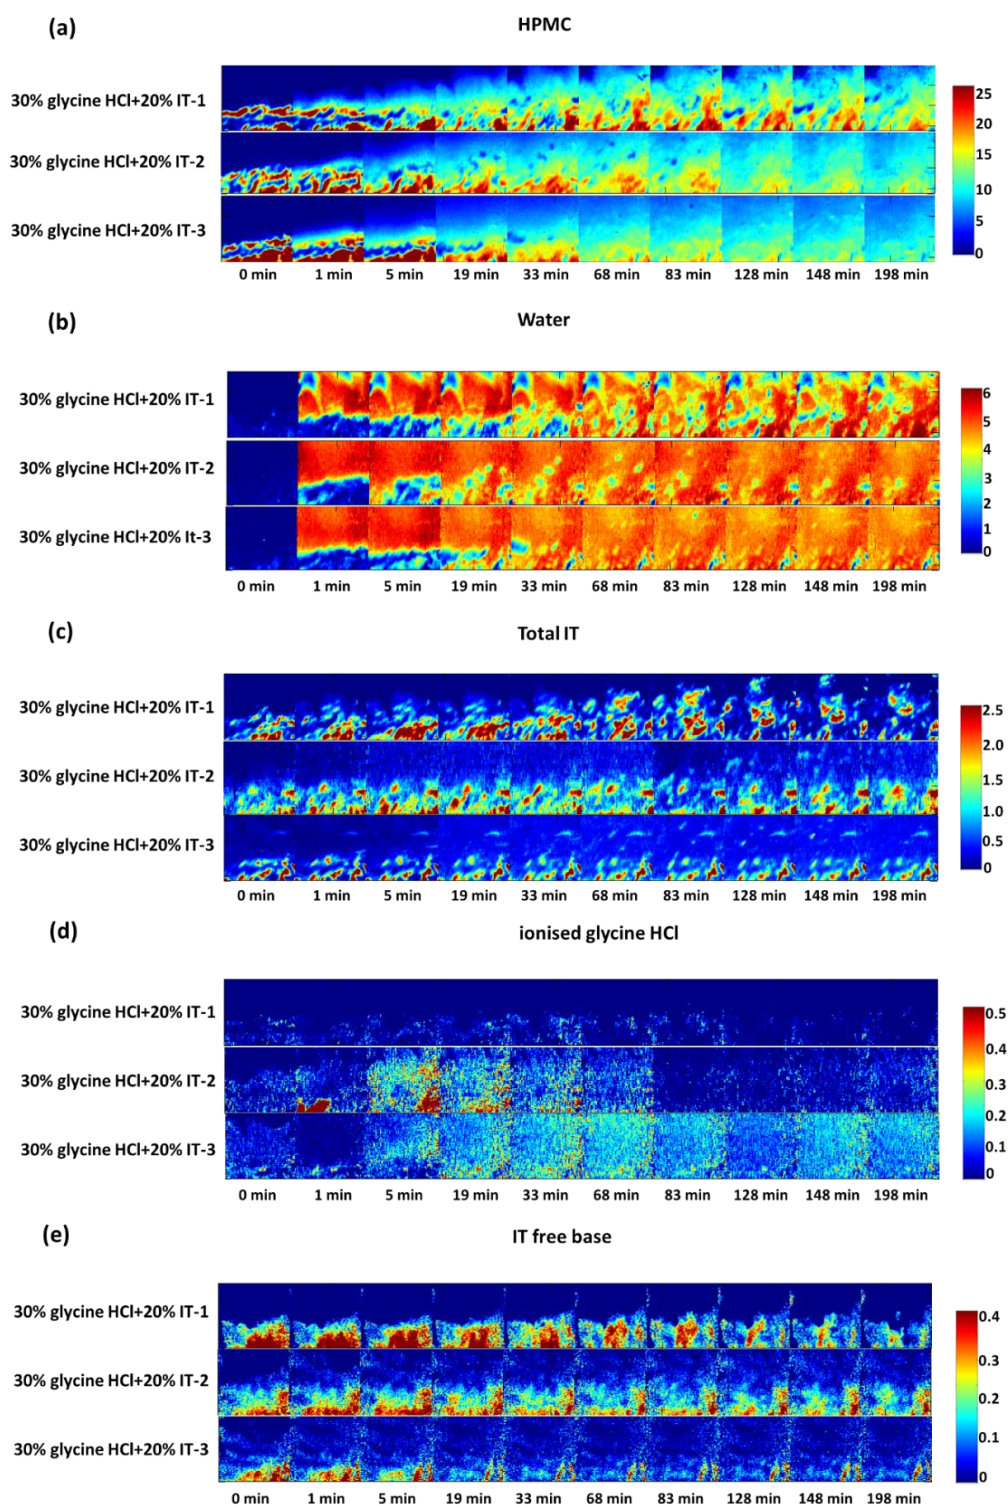 (a)
HPMC
30% glycine HCl+20% IT-1
30% glycine HCl+20% IT-2
30% glycine HCl+20% IT-3
25
20
15
10
5
0
0 min 1 min 5 min 19 min 33 min 68 min 83 min 128 min 148 min 198 min
(b)
Water
30% glycine HCl+20% IT-1
30% glycine HCl+20% IT-2
30% glycine HCl+20% It-3
6
5
4
3
2
1
0
0 min 1 min 5 min 19 min 33 min 68 min 83 min 128 min 148 min 198 min
(c)
Total IT
30% glycine HCl+20% IT-1
30% glycine HCl+20% IT-2
30% glycine HCl+20% IT-3
2.5
2.0
1.5
1.0
0.5
0
0 min 1 min 5 min 19 min 33 min 68 min 83 min 128 min 148 min 198 min
(d)
ionised glycine HCl
30% glycine HCl+20% IT-1
30% glycine HCl+20% IT-2
30% glycine HCl+20% IT-3
0.5
0.4
0.3
0.2
0.1
0
0 min 1 min 5 min 19 min 33 min 68 min 83 min 128 min 148 min 198 min
(e)
IT free base
30% glycine HCl+20% IT-1
30% glycine HCl+20% IT-2
30% glycine HCl+20% IT-3
0.4
0.3
0.2
0.1
0
0 min 1 min 5 min 19 min 33 min 68 min 83 min 128 min 148 min 198 min